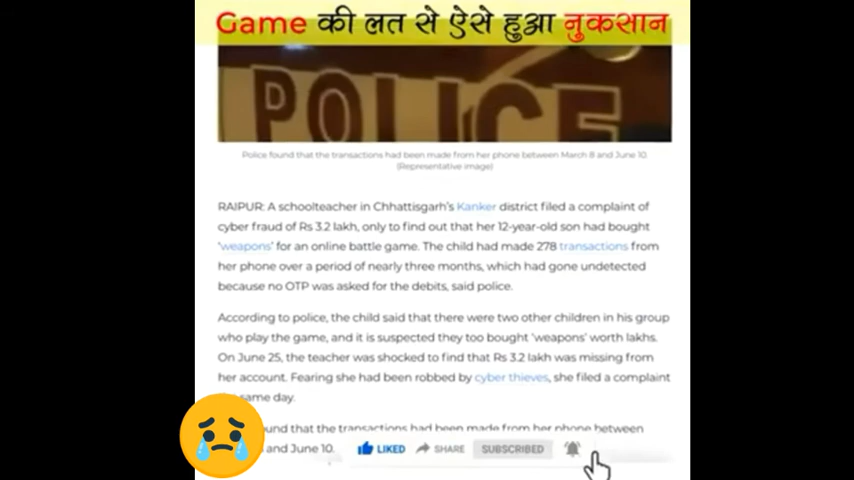 Game की लत से ऐसे हुआ नुकसान
POLICE
Police found that the transactions had been made from her phone between March 8 and June 10.
(Representative image)
RAIPUR: A schoolteacher in Chhattisgarh's Kanker district filed a complaint of
cyber fraud of Rs 3.2 lakh, only to find out that her 12-year-old son had bought
'weapons' for an online battle game. The child had made 278 transactions from
her phone over a period of nearly three months, which had gone undetected
because no OTP was asked for the debits, said police.
According to police, the child said that there were two other children in his group
who play the game, and it is suspected they too bought 'weapons' worth lakhs.
On June 25, the teacher was shocked to find that Rs 3.2 lakh was missing from
her account. Fearing she had been robbed by cyber thieves, she filed a complaint
same day.
und that the transactions had been made from her phone between
and June 10.
LIKED SHARE SUBSCRIBED